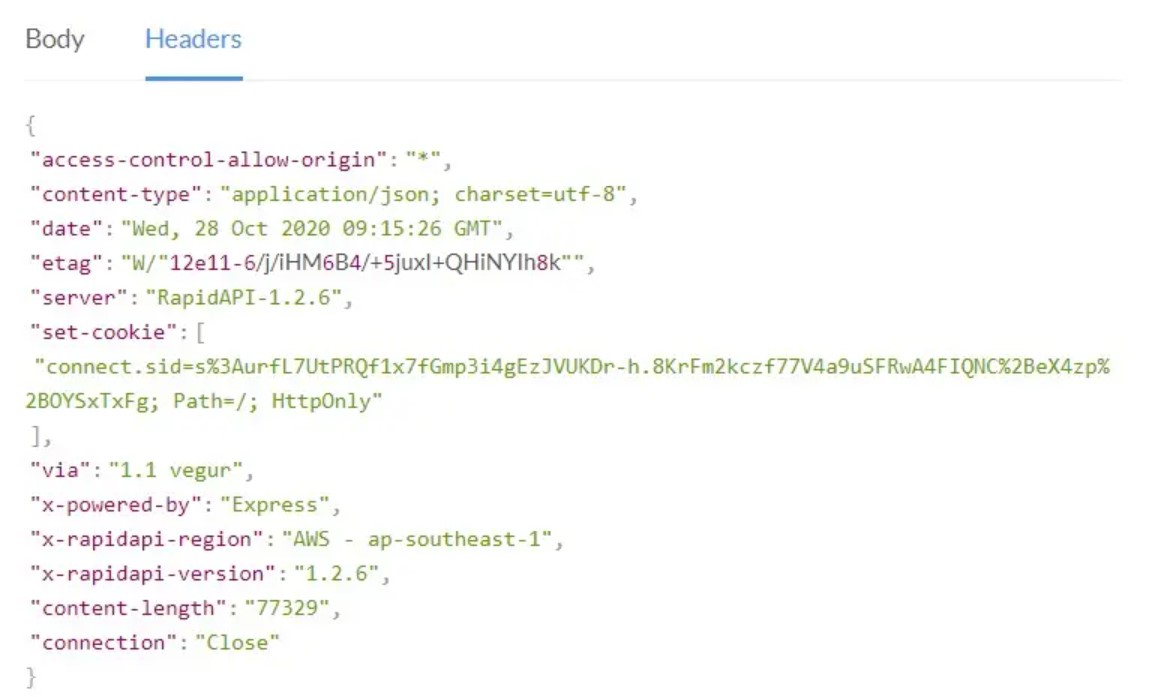 Body Headers
{
"access-control-allow-origin": "*",
"content-type": "application/json; charset=utf-8",
"date": "Wed, 28 Oct 2020 09:15:26 GMT",
"etag": "W/"12e11-6/j/iHM6B4/+5juxI+QHiNYIh8k"",
"server": "RapidAPI-1.2.6",
"set-cookie": [
"connect.sid=s%3AurfL7UtPRQf1x7fGmp3i4gEzJVUKDr-h.8KrFm2kczf77V4a9uSFRwA4FIQNC%2BeX4zp%
2BOYSxTxFg; Path=/; HttpOnly"
],
"via": "1.1 vegur",
"x-powered-by": "Express",
"x-rapidapi-region": "AWS - ap-southeast-1",
"x-rapidapi-version": "1.2.6",
"content-length": "77329",
"connection": "Close"
}